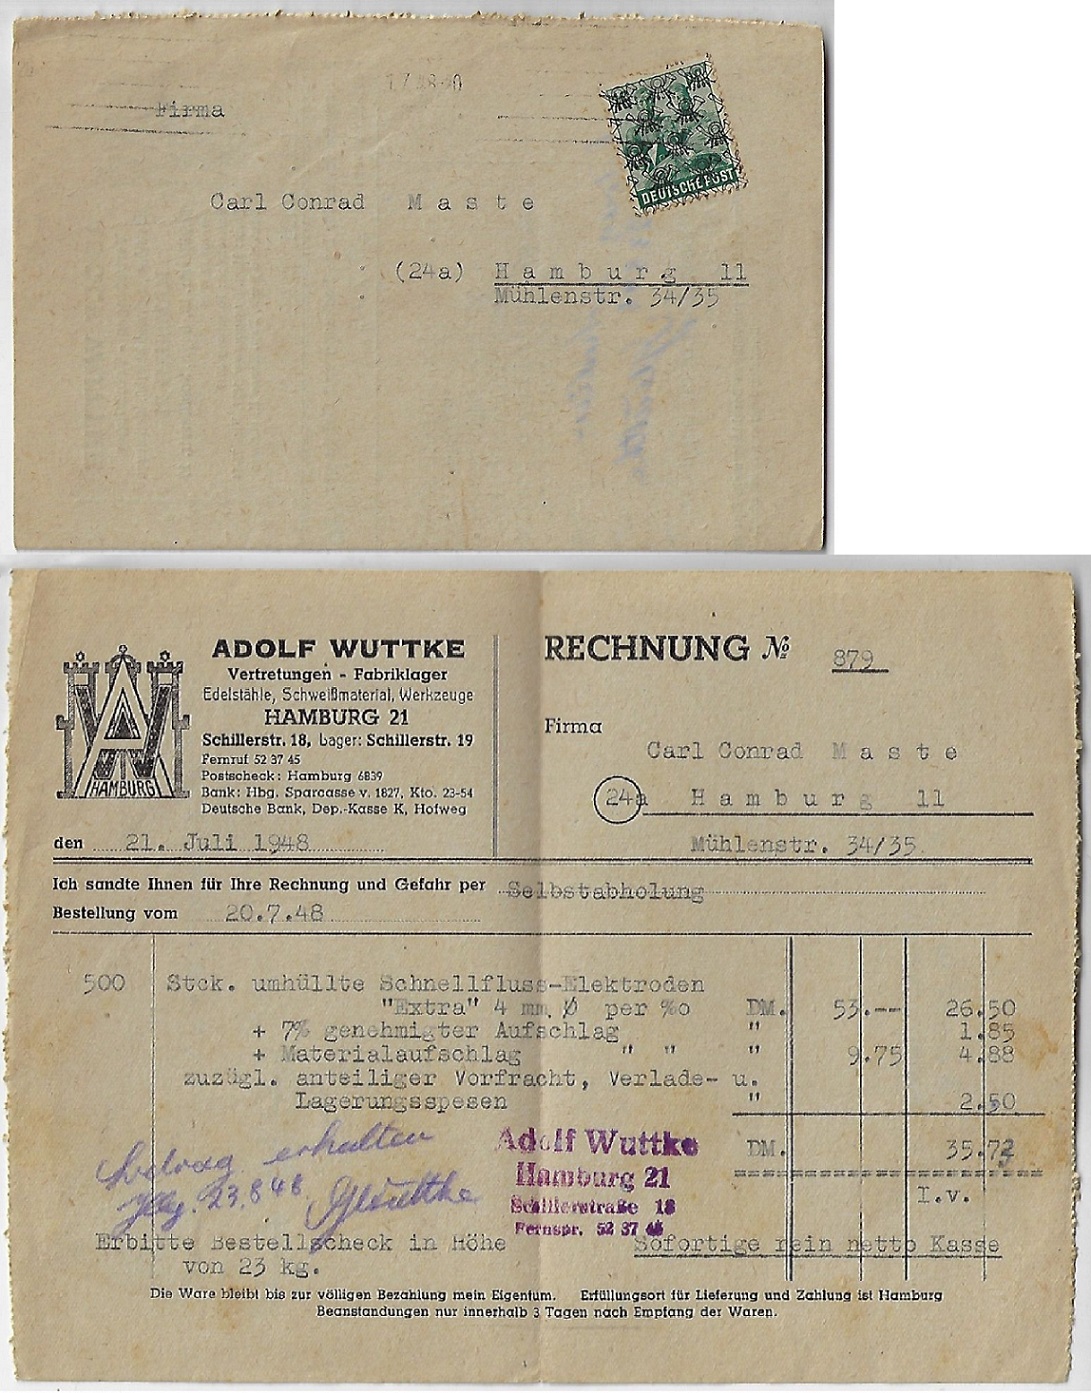 Firma
Carl Conrad M a s t e
(24a) H a m b u r g 11
Mühlenstr. 34/35
DEUTSCHE POST
HAMBURG
ADOLF WUTTKE
Vertretungen - Fabriklager
Edelstähle, Schweißmaterial, Werkzeuge
HAMBURG 21
Schillerstr. 18, Lager: Schillerstr. 19
Fernruf 52 37 45
Postscheck: Hamburg 6839
Bank: Hbg. Sparcasse v. 1827, Kto. 23-54
Deutsche Bank, Dep.-Kasse K, Hofweg
den 21. Juli 1948
RECHNUNG № 879
Firma
Carl Conrad M a s t e
24a H a m b u r g 11
Mühlenstr. 34/35
Ich sandte Ihnen für Ihre Rechnung und Gefahr per Selbstabholung
Bestellung vom 20.7.48
500 Stck. umhüllte Schnellfluss-Elektroden
"Extra" 4 mm Ø per %o DM. 53.-- 26.50
+ 7% genehmigter Aufschlag " 1.85
+ Materialaufschlag " " " 9.75 4.88
zuzügl. anteiliger Vorfracht, Verlade- u.
Lagerungsspesen " 2.50
DM. 35.73
I.v.
Betrag erhalten
Hbg. 23.8.48 Wuttke
Adolf Wuttke
Hamburg 21
Schillerstraße 18
Fernspr. 52 37 45
Erbitte Bestellscheck in Höhe
von 23 kg.
Sofortige rein netto Kasse
Die Ware bleibt bis zur völligen Bezahlung mein Eigentum. Erfüllungsort für Lieferung und Zahlung ist Hamburg
Beanstandungen nur innerhalb 3 Tagen nach Empfang der Waren.